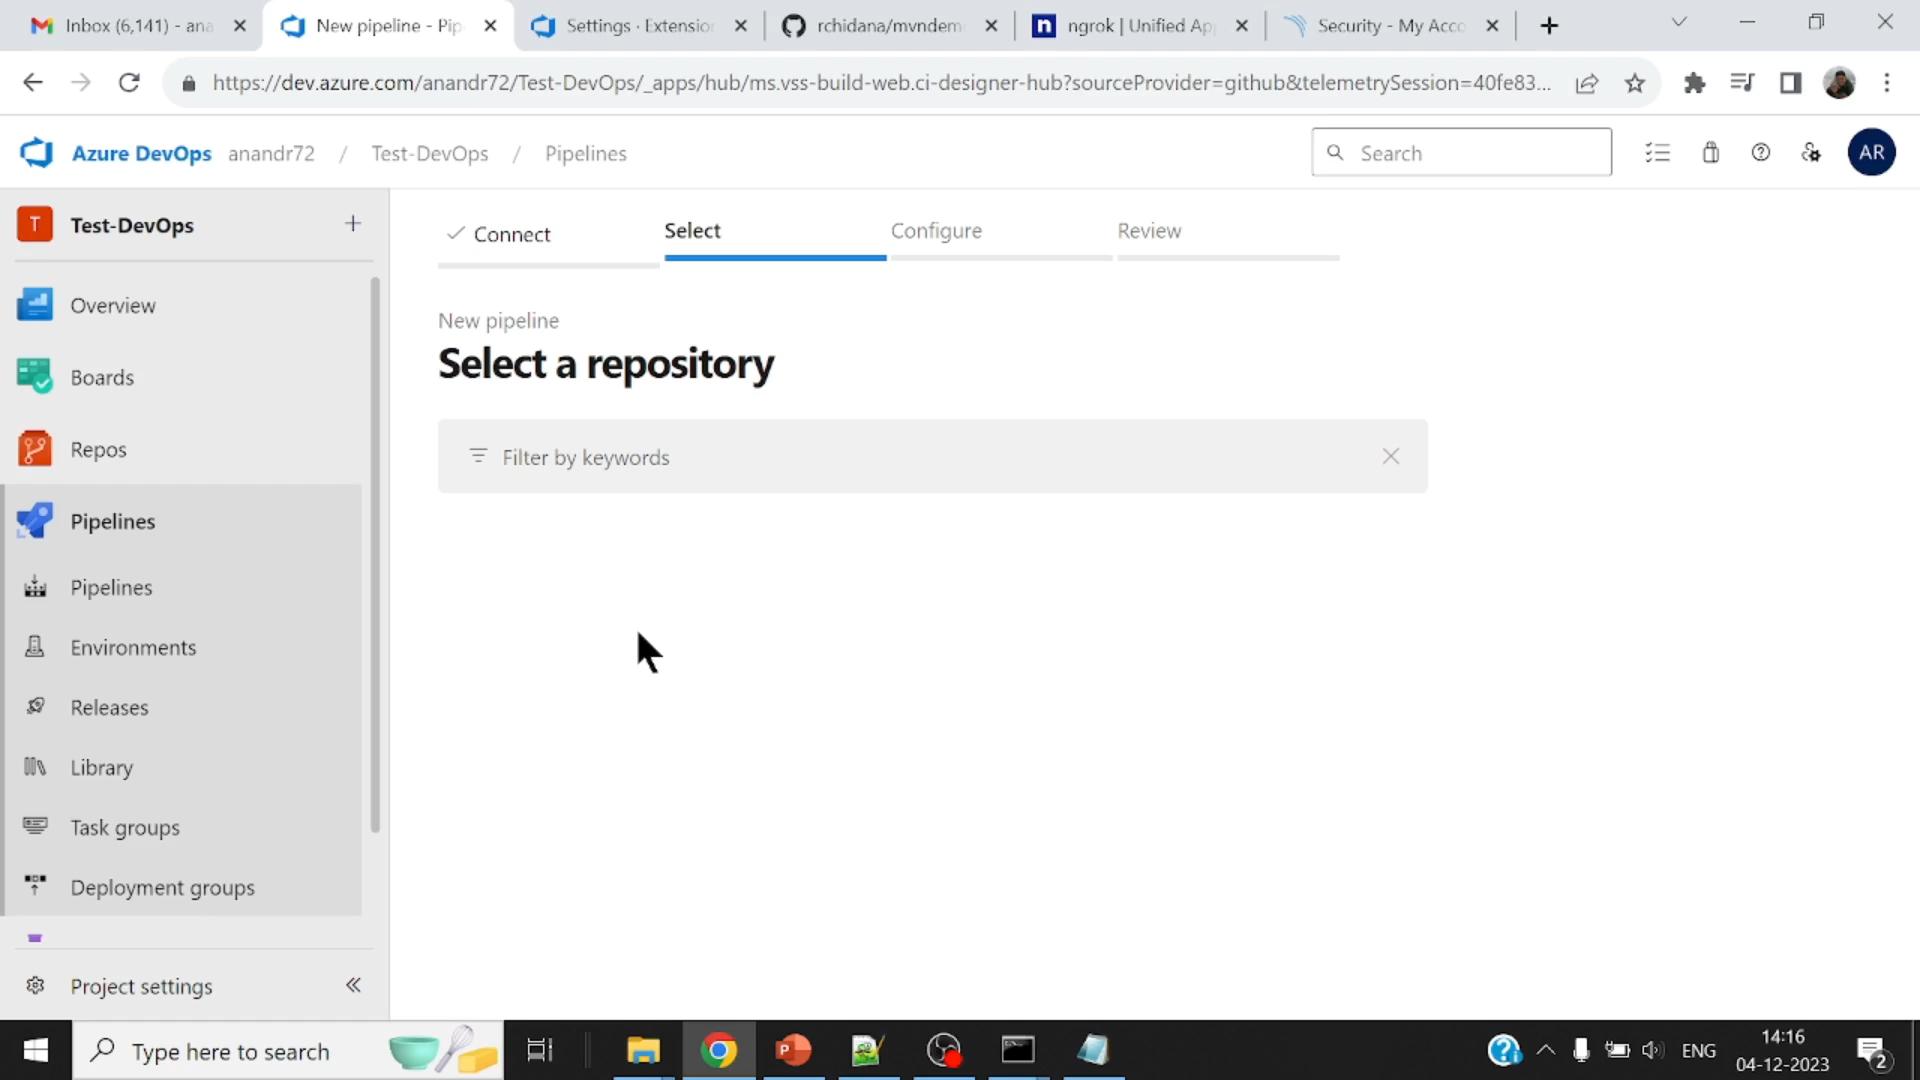 Inbox (6,141) - ana
New pipeline - Pip
Settings · Extension
rchidana/mvndem
ngrok | Unified Ap
Security - My Acco
https://dev.azure.com/anandr72/Test-DevOps/_apps/hub/ms.vss-build-web.ci-designer-hub?sourceProvider=github&telemetrySession=40fe83...
Azure DevOps anandr72 / Test-DevOps / Pipelines
Search
AR
T Test-DevOps
Overview
Boards
Repos
Pipelines
Pipelines
Environments
Releases
Library
Task groups
Deployment groups
Project settings
Connect
Select
Configure
Review
New pipeline
Select a repository
Filter by keywords
Type here to search
ENG
14:16
04-12-2023
2